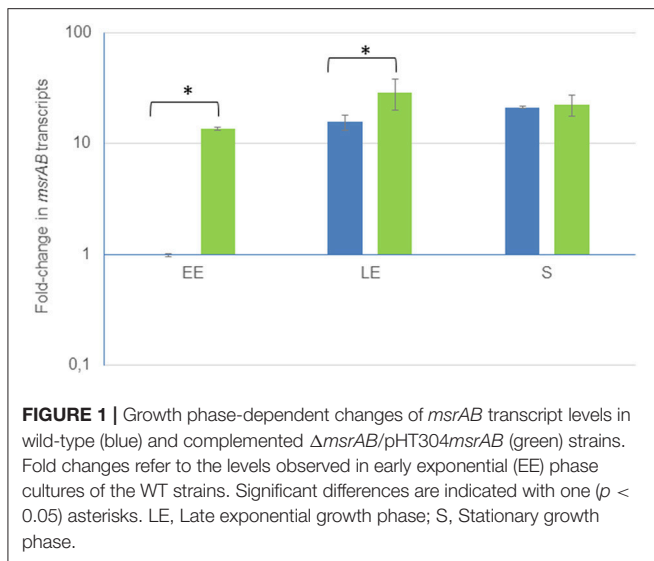 100
10
1
0,1
Fold-change in msrAB transcripts
*
*
EE
LE
S
FIGURE 1 | Growth phase-dependent changes of msrAB transcript levels in
wild-type (blue) and complemented ΔmsrAB/pHT304msrAB (green) strains.
Fold changes refer to the levels observed in early exponential (EE) phase
cultures of the WT strains. Significant differences are indicated with one (p <
0.05) asterisks. LE, Late exponential growth phase; S, Stationary growth
phase.